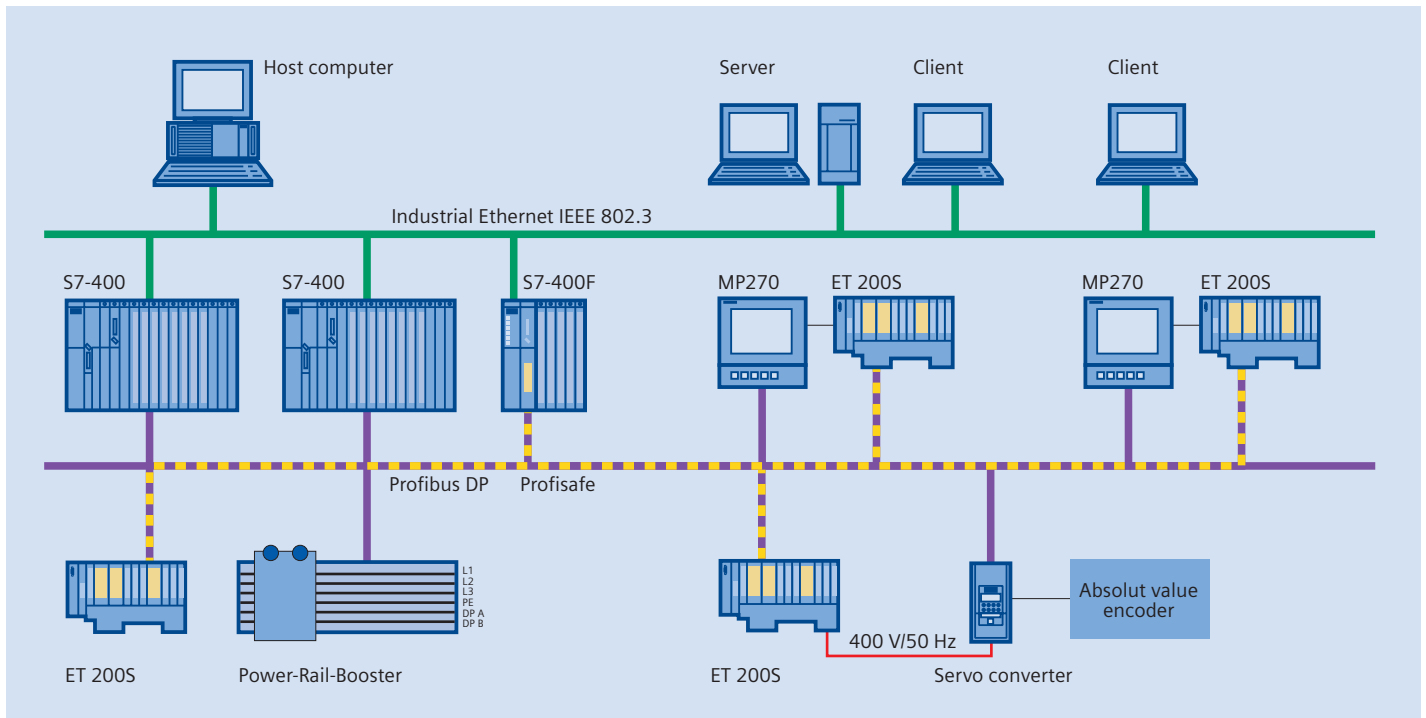 Host computer
Server
Client
Client
Industrial Ethernet IEEE 802.3
S7-400
S7-400
S7-400F
MP270
ET 200S
MP270
ET 200S
Profibus DP
Profisafe
L1
L2
L3
PE
DP A
DP B
Absolut value
encoder
400 V/50 Hz
ET 200S
Power-Rail-Booster
ET 200S
Servo converter